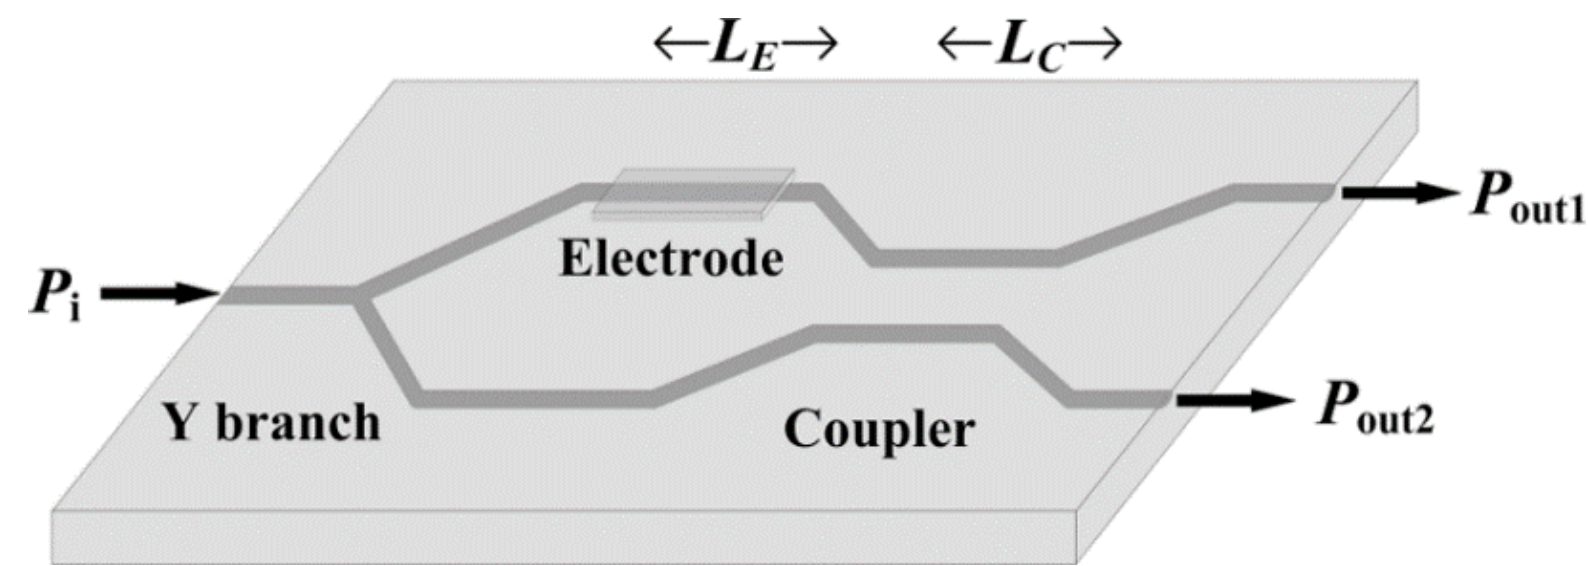 ←L_E→ ←L_C→
P_out1
Electrode
P_i
P_out2
Y branch
Coupler